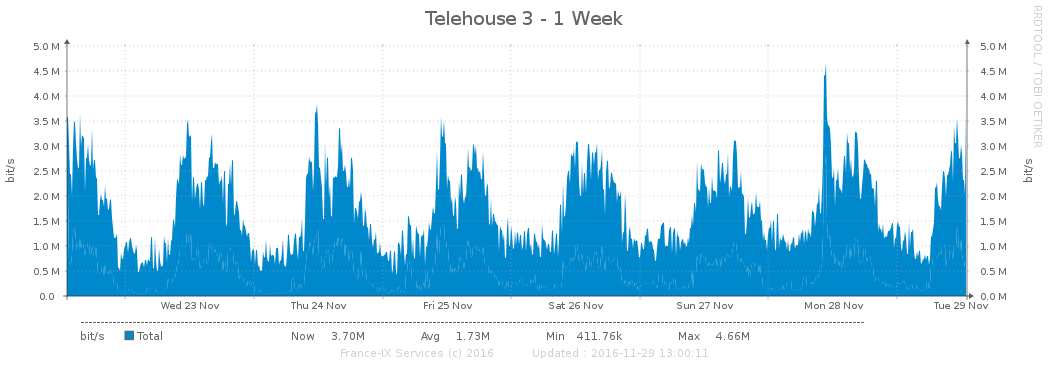 Telehouse 3 - 1 Week
RRDTOOL / TOBI OETIKER
bit/s
5.0 M 5.0 M
4.5 M 4.5 M
4.0 M 4.0 M
3.5 M 3.5 M
3.0 M 3.0 M
2.5 M 2.5 M
2.0 M 2.0 M
1.5 M 1.5 M
1.0 M 1.0 M
0.5 M 0.5 M
0.0 0.0 M
bit/s
Wed 23 Nov Thu 24 Nov Fri 25 Nov Sat 26 Nov Sun 27 Nov Mon 28 Nov Tue 29 Nov
bit/s Total Now 3.70M Avg 1.73M Min 411.76k Max 4.66M
France-IX Services (c) 2016 Updated : 2016-11-29 13:00:11